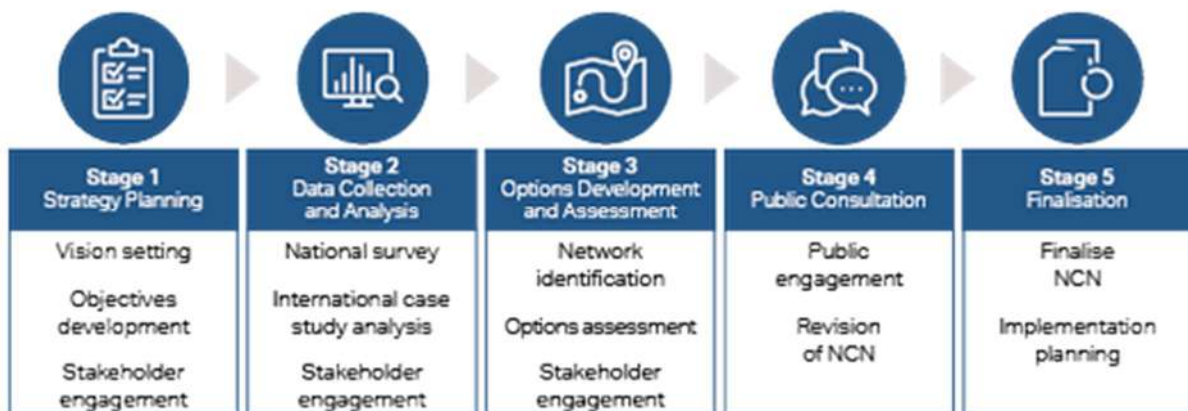 Stage 1
Strategy Planning
Vision setting
Objectives
development
Stakeholder
engagement
Stage 2
Data Collection
and Analysis
National survey
International case
study analysis
Stakeholder
engagement
Stage 3
Options Development
and Assessment
Network
identification
Options assessment
Stakeholder
engagement
Stage 4
Public Consultation
Public
engagement
Revision
of NCN
Stage 5
Finalisation
Finalise
NCN
Implementation
planning